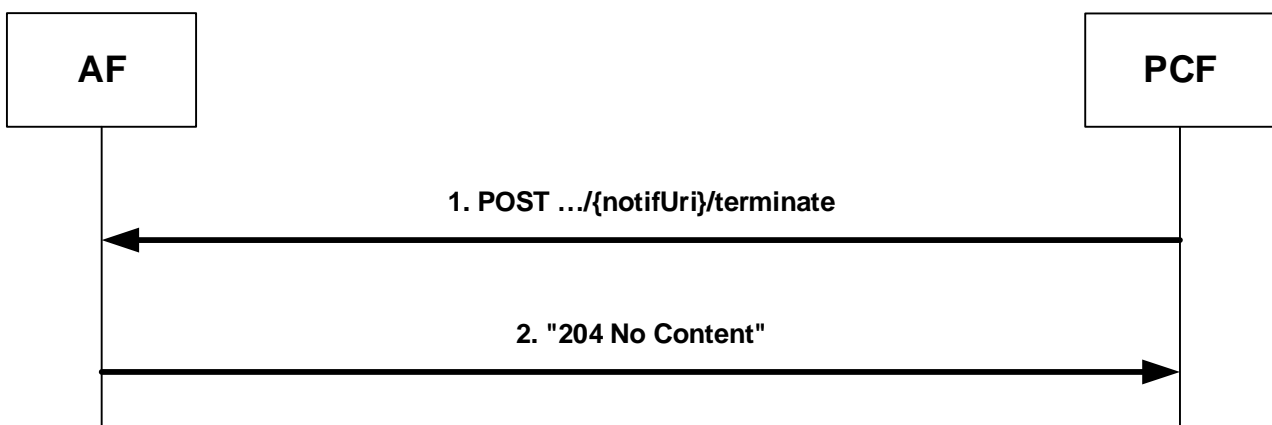 AF
PCF
1. POST …/{notifUri}/terminate
2. "204 No Content"